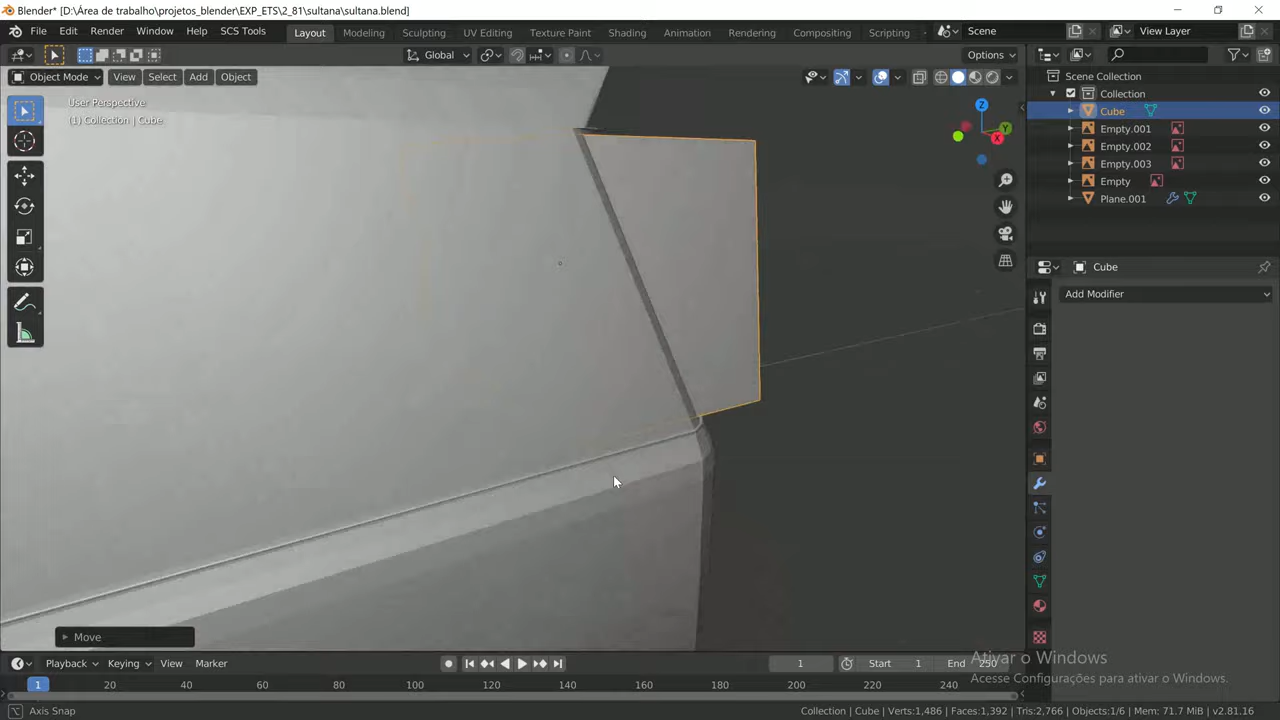 Blender* [D:\Área de trabalho\projetos_blender\EXP_ETS\2_81\sultana\sultana.blend]
File Edit Render Window Help SCS Tools Layout Modeling Sculpting UV Editing Texture Paint Shading Animation Rendering Compositing Scripting Scene View Layer
Global Options
Object Mode View Select Add Object
User Perspective
(1) Collection | Cube
Z
Y
X
Scene Collection
Collection
Cube
Empty.001
Empty.002
Empty.003
Empty
Plane.001
Cube
Add Modifier
Move
Playback Keying View Marker 1 Start 1 End 250
1 20 40 60 80 100 120 140 160 180 200 220 240
Ativar o Windows
Acesse Configurações para ativar o Windows.
Axis Snap Collection | Cube | Verts:1,486 | Faces:1,392 | Tris:2,766 | Objects:1/6 | Mem: 71.7 MiB | v2.81.16